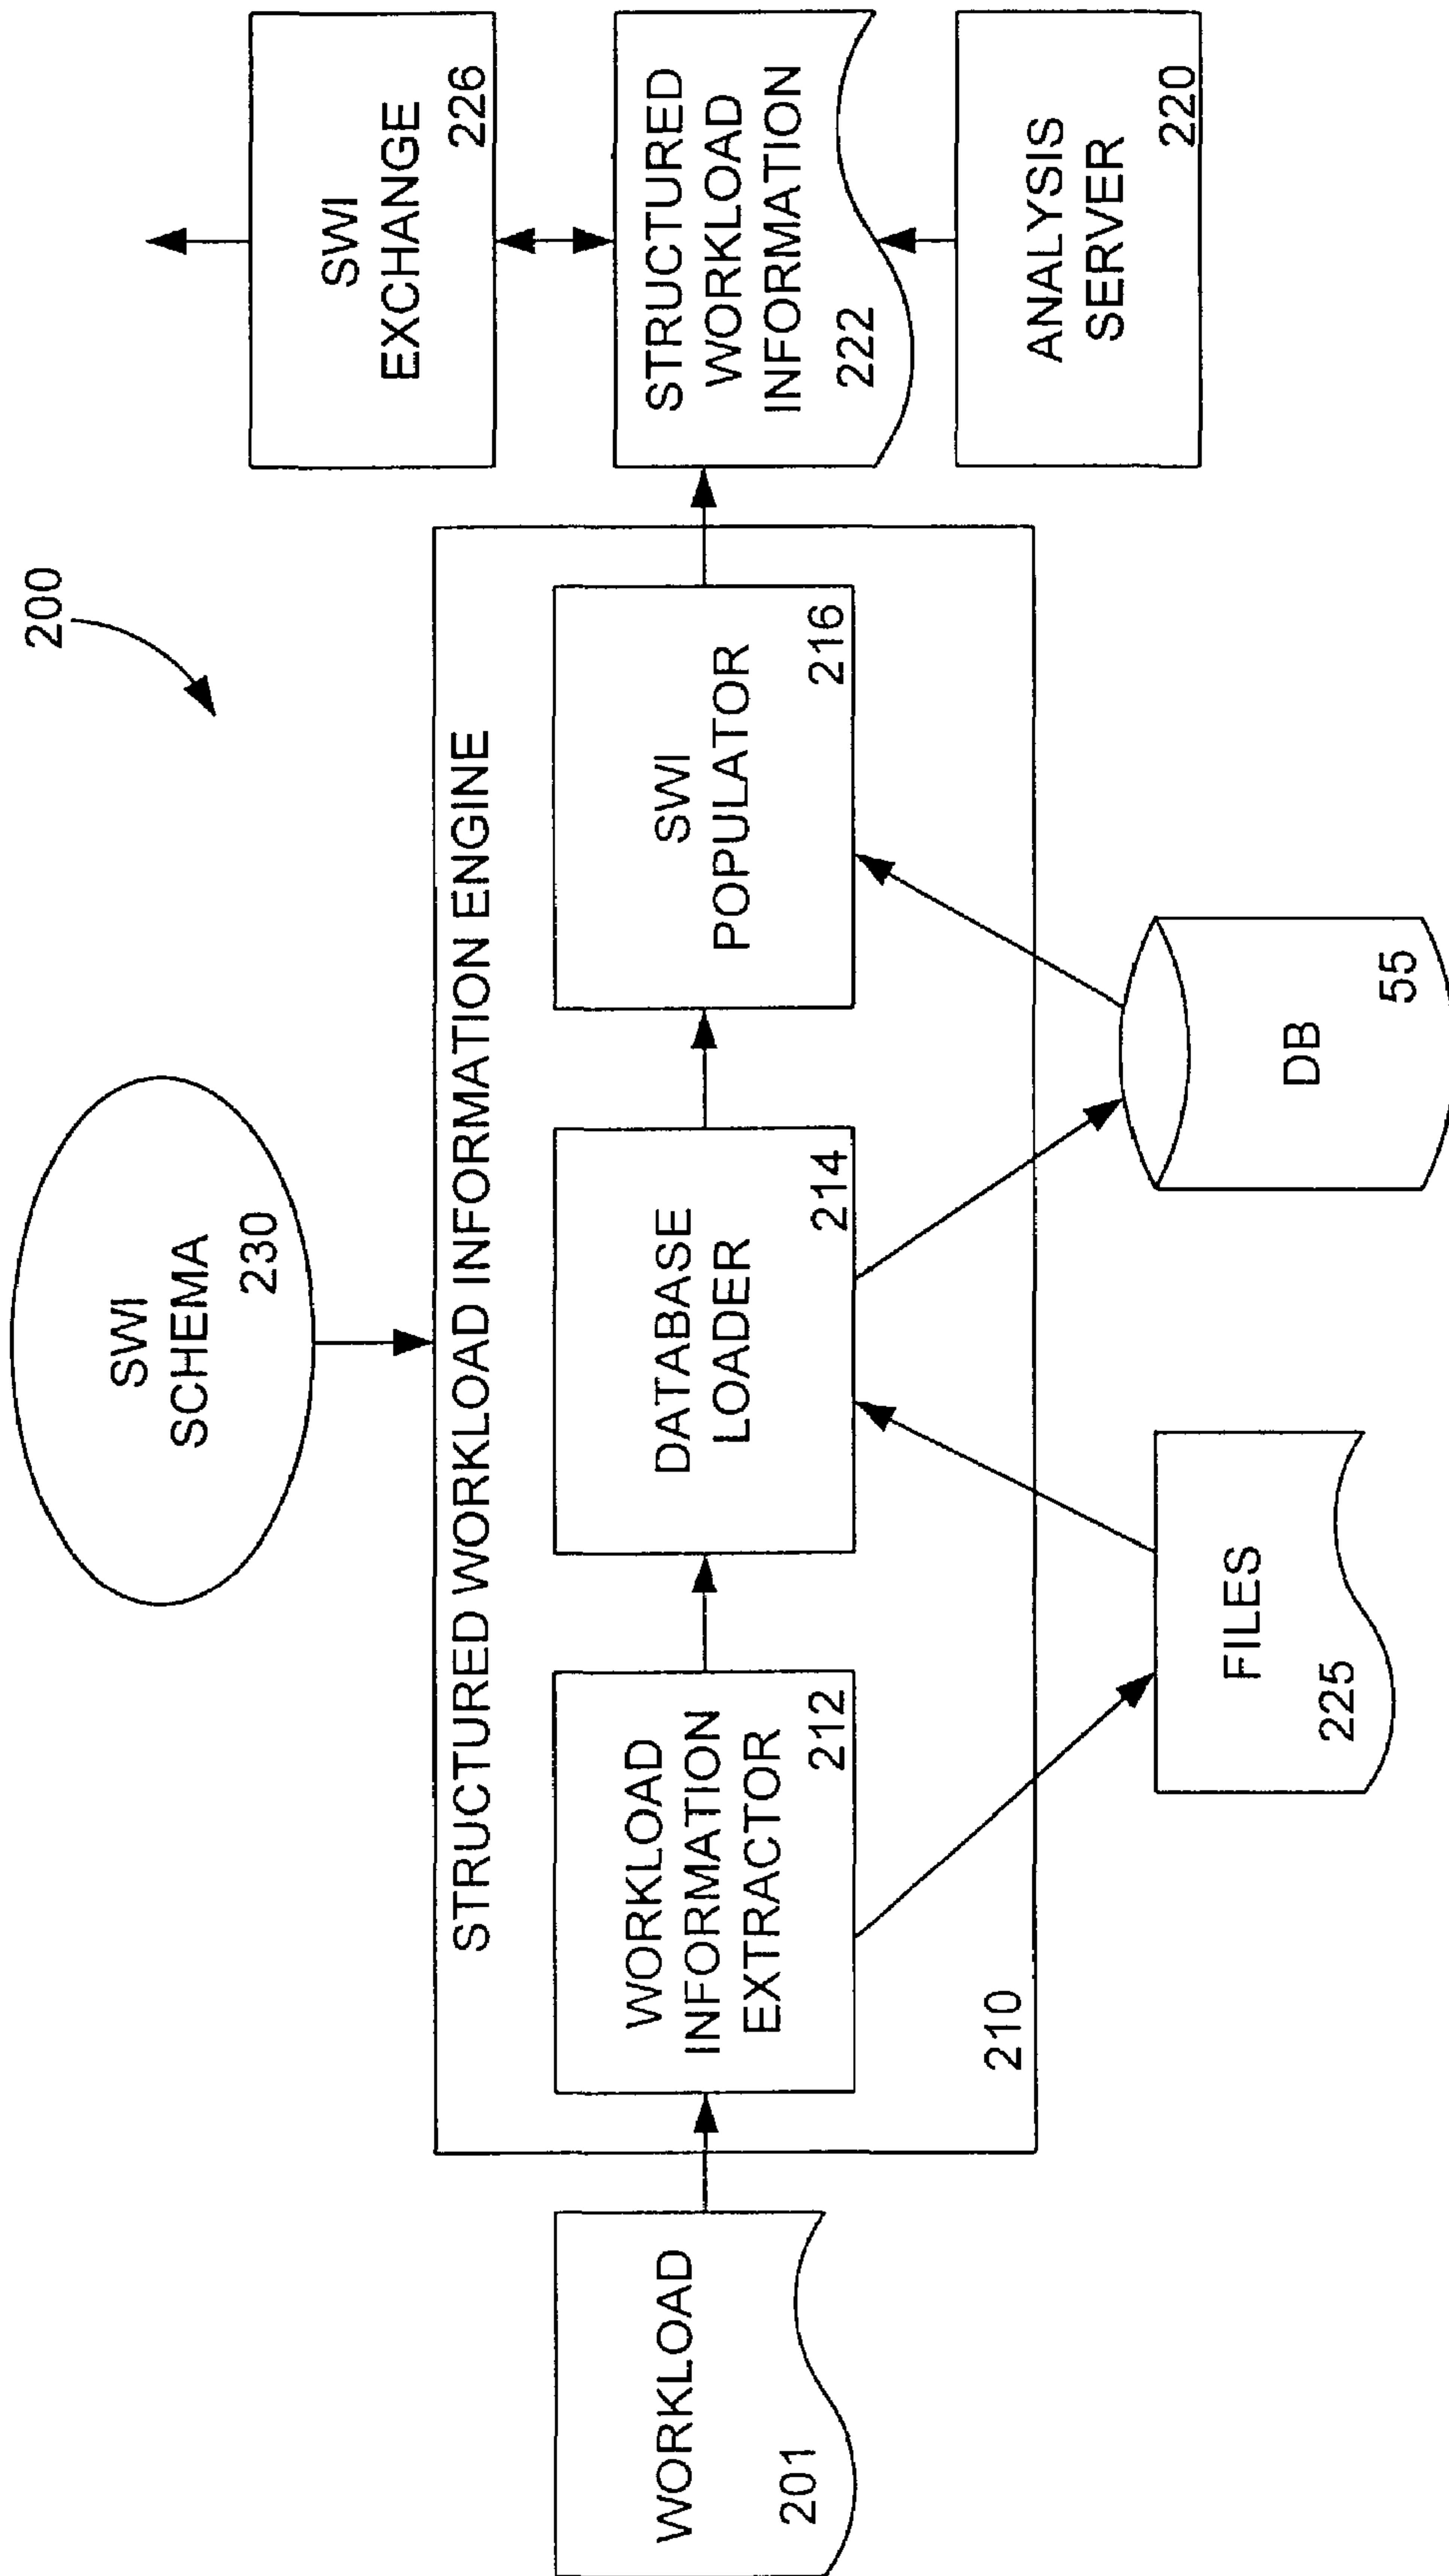 200
SWI
SCHEMA
230
SWI
EXCHANGE
226
STRUCTURED WORKLOAD INFORMATION ENGINE
WORKLOAD
201
WORKLOAD
INFORMATION
EXTRACTOR
212
DATABASE
LOADER
214
SWI
POPULATOR
216
STRUCTURED
WORKLOAD
INFORMATION
222
210
FILES
225
DB
55
ANALYSIS
SERVER
220